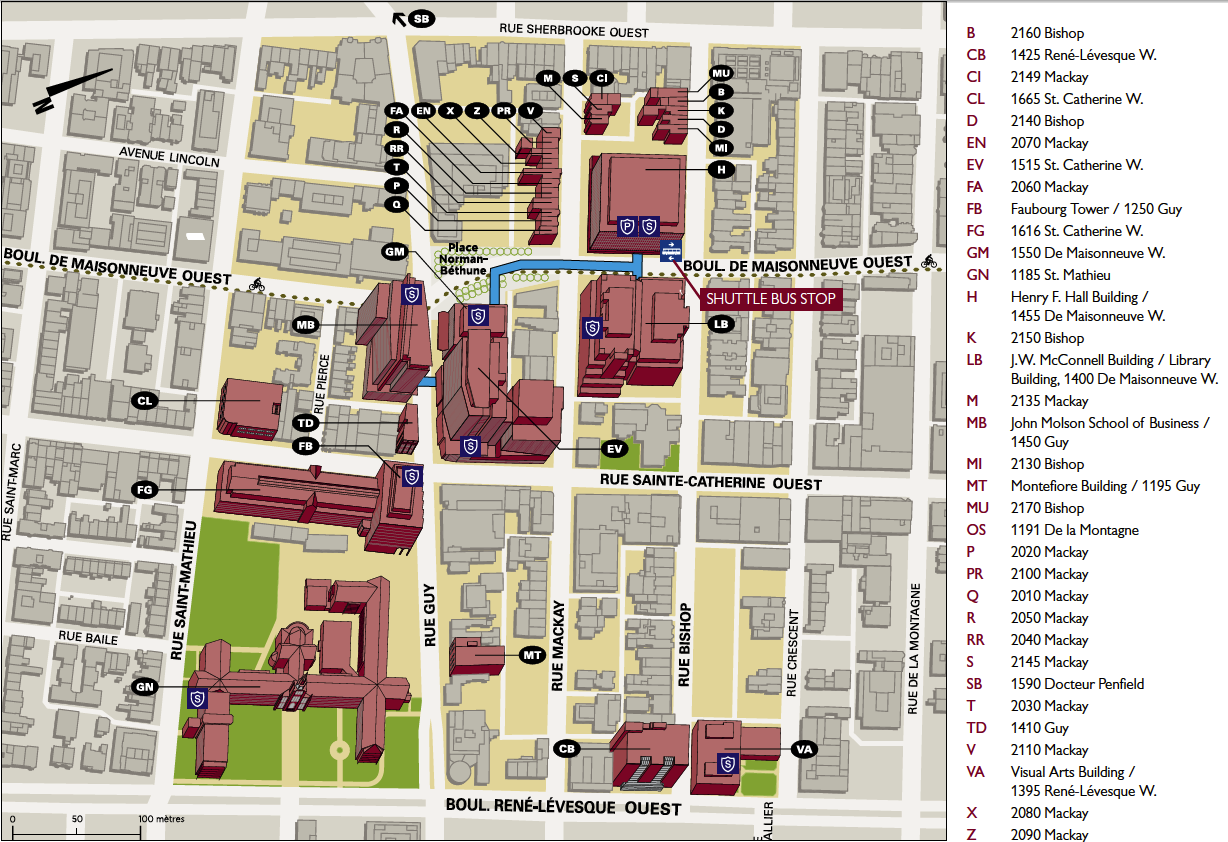 SB
RUE SHERBROOKE OUEST
M S CI
MU
B
K
D
MI
FA EN X Z PR V
R
RR
T
P
Q
H
N
AVENUE LINCOLN
GM
Place
Norman-
Béthune
P S
BOUL. DE MAISONNEUVE OUEST
BOUL. DE MAISONNEUVE OUEST
SHUTTLE BUS STOP
S
S
S
MB
LB
RUE PIERCE
CL
TD
FB
S
EV
S
FG
RUE SAINTE-CATHERINE OUEST
RUE SAINT-MARC
RUE SAINT-MATHIEU
RUE GUY
RUE MACKAY
RUE BISHOP
RUE CRESCENT
RUE DE LA MONTAGNE
RUE BAILE
MT
GN
S
CB
VA
S
BOUL. RENÉ-LÉVESQUE OUEST
ALLIER
0 50 100 mètres
B 2160 Bishop
CB 1425 René-Lévesque W.
CI 2149 Mackay
CL 1665 St. Catherine W.
D 2140 Bishop
EN 2070 Mackay
EV 1515 St. Catherine W.
FA 2060 Mackay
FB Faubourg Tower / 1250 Guy
FG 1616 St. Catherine W.
GM 1550 De Maisonneuve W.
GN 1185 St. Mathieu
H Henry F. Hall Building /
1455 De Maisonneuve W.
K 2150 Bishop
LB J.W. McConnell Building / Library
Building, 1400 De Maisonneuve W.
M 2135 Mackay
MB John Molson School of Business /
1450 Guy
MI 2130 Bishop
MT Montefiore Building / 1195 Guy
MU 2170 Bishop
OS 1191 De la Montagne
P 2020 Mackay
PR 2100 Mackay
Q 2010 Mackay
R 2050 Mackay
RR 2040 Mackay
S 2145 Mackay
SB 1590 Docteur Penfield
T 2030 Mackay
TD 1410 Guy
V 2110 Mackay
VA Visual Arts Building /
1395 René-Lévesque W.
X 2080 Mackay
Z 2090 Mackay